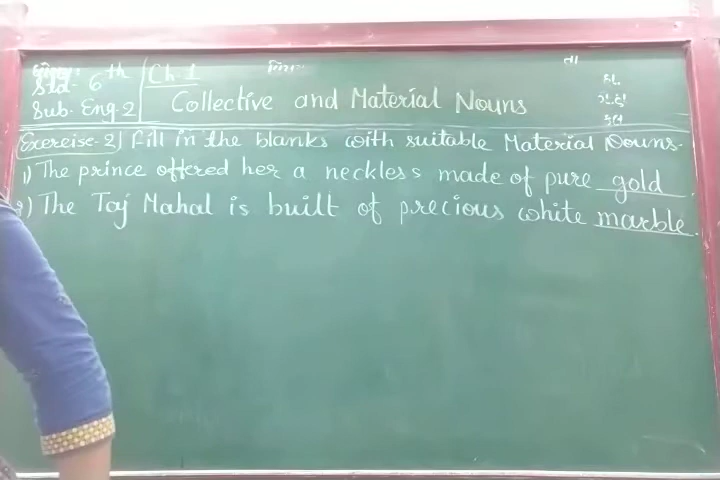 Std- 6th Ch.1
તા
Sub- Eng-2 Collective and Material Nouns
Exercise-2) Fill in the blanks with suitable Material Nouns.
1) The prince offered her a neckless made of pure gold.
2) The Taj Mahal is built of precious white marble.